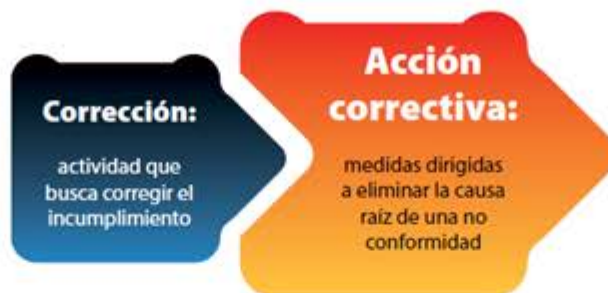 Corrección:
actividad que
busca corregir el
incumplimiento
Acción
correctiva:
medidas dirigidas
a eliminar la causa
raíz de una no
conformidad